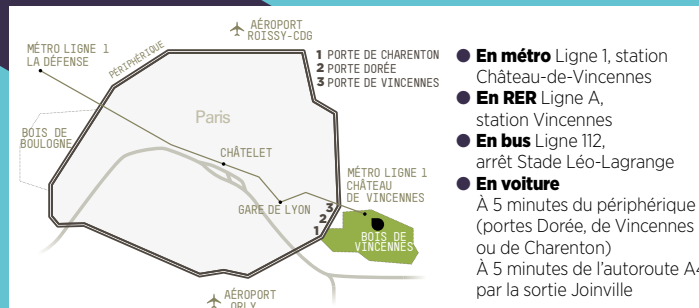 AÉROPORT
ROISSY-CDG
MÉTRO LIGNE 1
LA DÉFENSE
PÉRIPHÉRIQUE
1 PORTE DE CHARENTON
2 PORTE DORÉE
3 PORTE DE VINCENNES
Paris
BOIS DE
BOULOGNE
CHÂTELET
MÉTRO LIGNE 1
CHÂTEAU
DE VINCENNES
GARE DE LYON
3
2
1
BOIS DE
VINCENNES
AÉROPORT
ORLY
● En métro Ligne 1, station
Château-de-Vincennes
● En RER Ligne A,
station Vincennes
● En bus Ligne 112,
arrêt Stade Léo-Lagrange
● En voiture
À 5 minutes du périphérique
(portes Dorée, de Vincennes
ou de Charenton)
À 5 minutes de l'autoroute A4
par la sortie Joinville